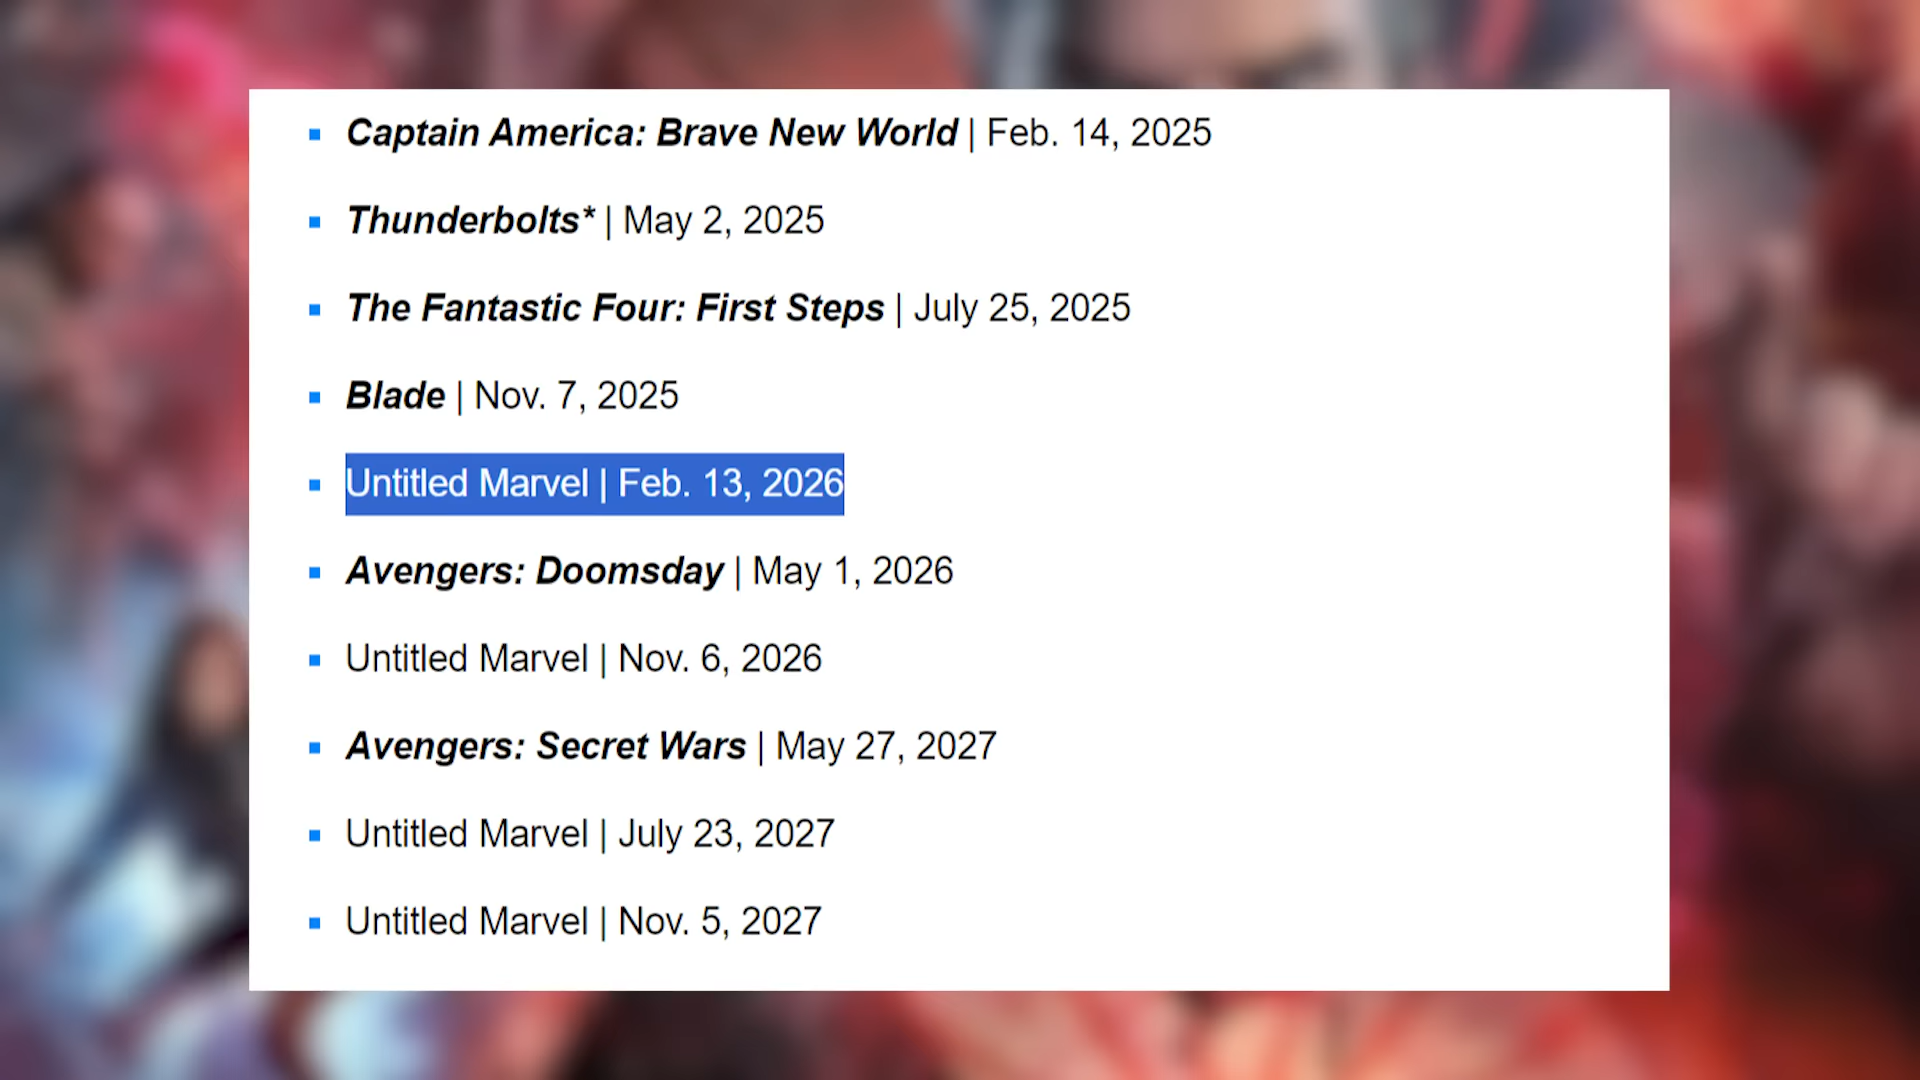 Captain America: Brave New World | Feb. 14, 2025
Thunderbolts* | May 2, 2025
The Fantastic Four: First Steps | July 25, 2025
Blade | Nov. 7, 2025
Untitled Marvel | Feb. 13, 2026
Avengers: Doomsday | May 1, 2026
Untitled Marvel | Nov. 6, 2026
Avengers: Secret Wars | May 27, 2027
Untitled Marvel | July 23, 2027
Untitled Marvel | Nov. 5, 2027